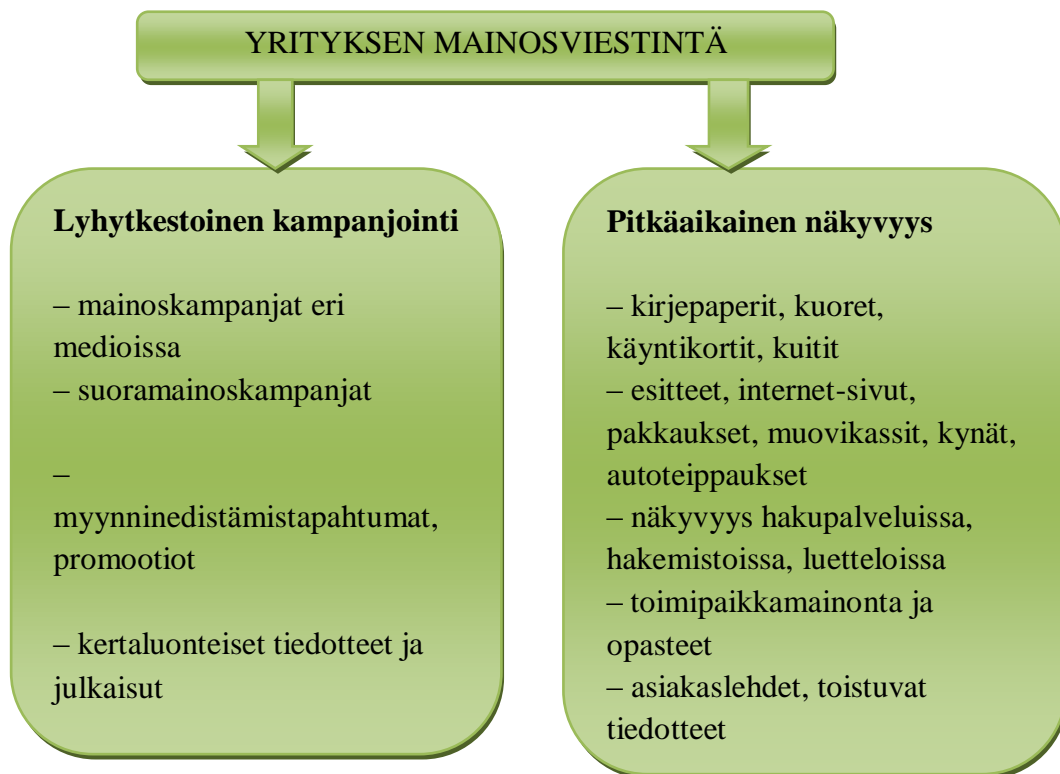 YRITYKSEN MAINOSVIESTINTÄ
Lyhytkestoinen kampanjointi
– mainoskampanjat eri
medioissa
– suoramainoskampanjat
–
myynninedistämistapahtumat,
promootiot
– kertaluonteiset tiedotteet ja
julkaisut
Pitkäaikainen näkyvyys
– kirjepaperit, kuoret,
käyntikortit, kuitit
– esitteet, internet-sivut,
pakkaukset, muovikassit, kynät,
autoteippaukset
– näkyvyys hakupalveluissa,
hakemistoissa, luetteloissa
– toimipaikkamainonta ja
opasteet
– asiakaslehdet, toistuvat
tiedotteet